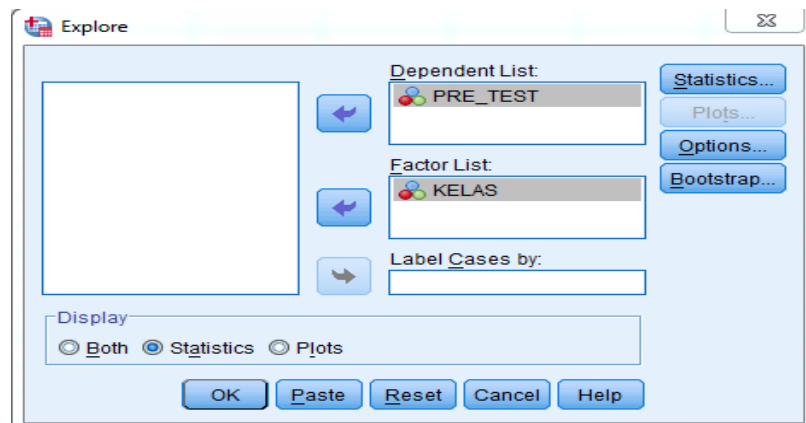 Explore
Dependent List:
PRE_TEST
Factor List:
KELAS
Label Cases by:
Statistics...
Plots...
Options...
Bootstrap...
Display
Both Statistics Plots
OK Paste Reset Cancel Help